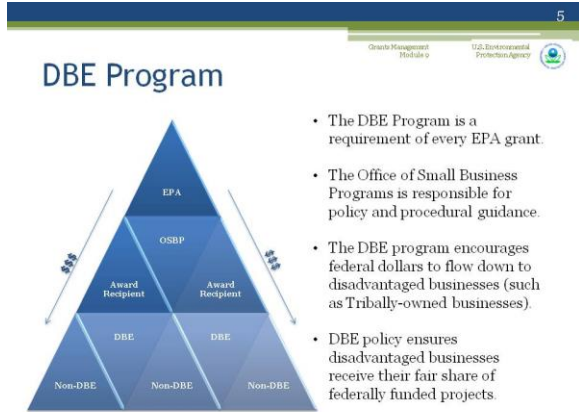 5
Grants Management
Module 9
U.S. Environmental
Protection Agency
DBE Program
EPA
OSBP
Award
Recipient
Award
Recipient
DBE
DBE
Non-DBE
Non-DBE
Non-DBE
$$$
$$$
• The DBE Program is a
requirement of every EPA grant.
• The Office of Small Business
Programs is responsible for
policy and procedural guidance.
• The DBE program encourages
federal dollars to flow down to
disadvantaged businesses (such
as Tribally-owned businesses).
• DBE policy ensures
disadvantaged businesses
receive their fair share of
federally funded projects.